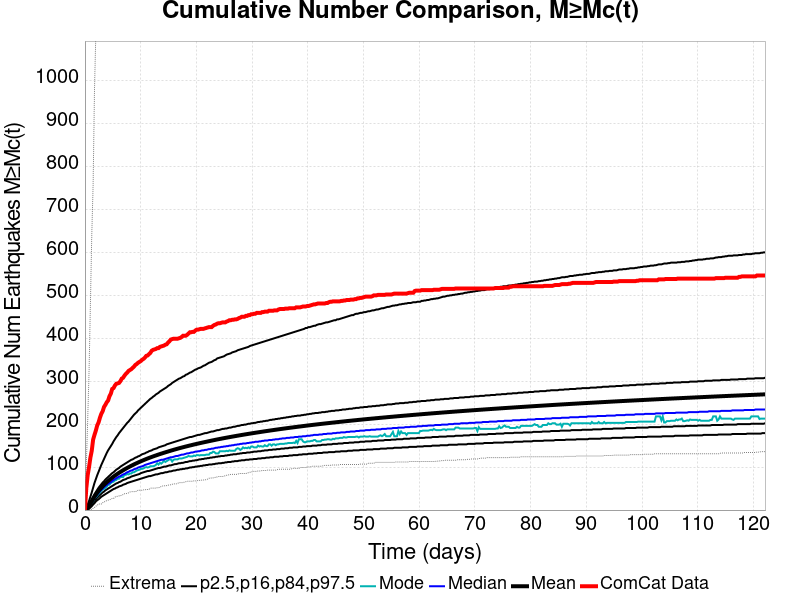 Cumulative Number Comparison, M≥Mc(t)
Cumulative Num Earthquakes M≥Mc(t)
1000
900
800
700
600
500
400
300
200
100
0
0 10 20 30 40 50 60 70 80 90 100 110 120
Time (days)
Extrema p2.5,p16,p84,p97.5 Mode Median Mean ComCat Data